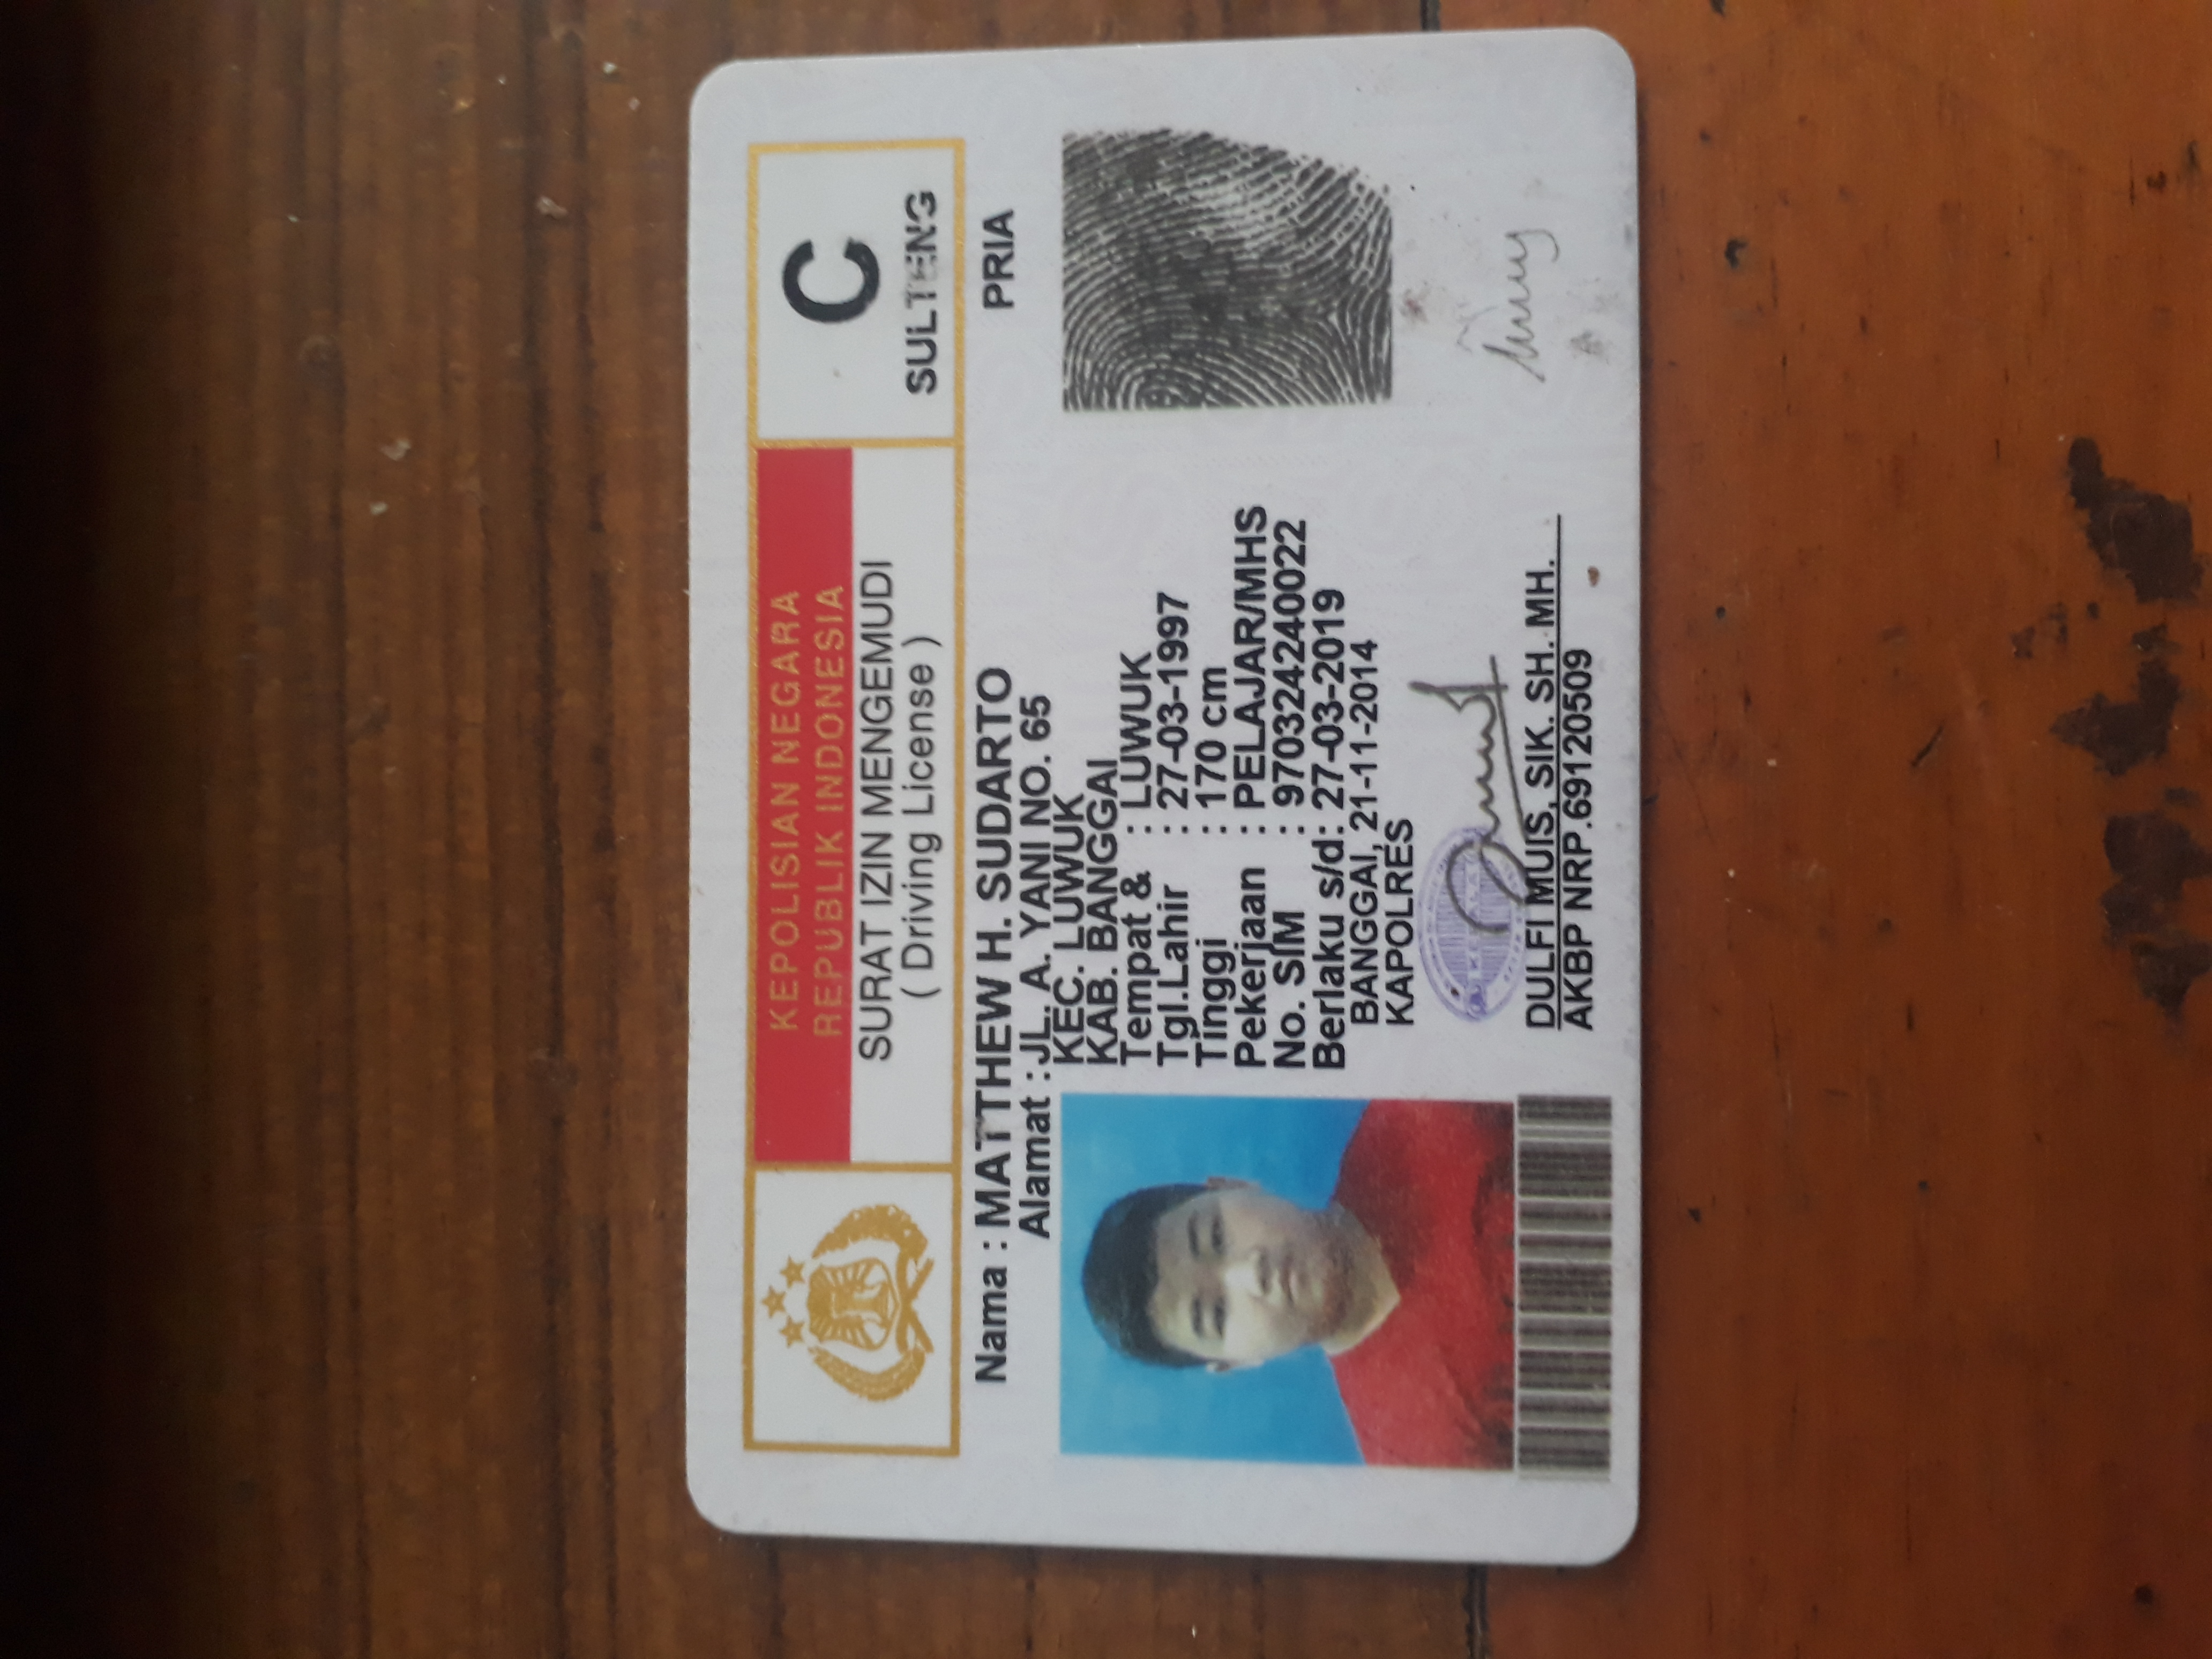 KEPOLISIAN NEGARA
REPUBLIK INDONESIA
SURAT IZIN MENGEMUDI
( Driving License )
C
SULTENG
Nama : MATTHEW H. SUDARTO
PRIA
Alamat : JL. A. YANI NO. 65
KEC. LUWUK
KAB. BANGGAI
Tempat & : LUWUK
Tgl.Lahir : 27-03-1997
Tinggi : 170 cm
Pekerjaan : PELAJAR/MHS
No. SIM : 970324240022
Berlaku s/d: 27-03-2019
BANGGAI, 21-11-2014
KAPOLRES
KEPALA
DULFI MUIS, SIK. SH. MH.
AKBP NRP.69120509